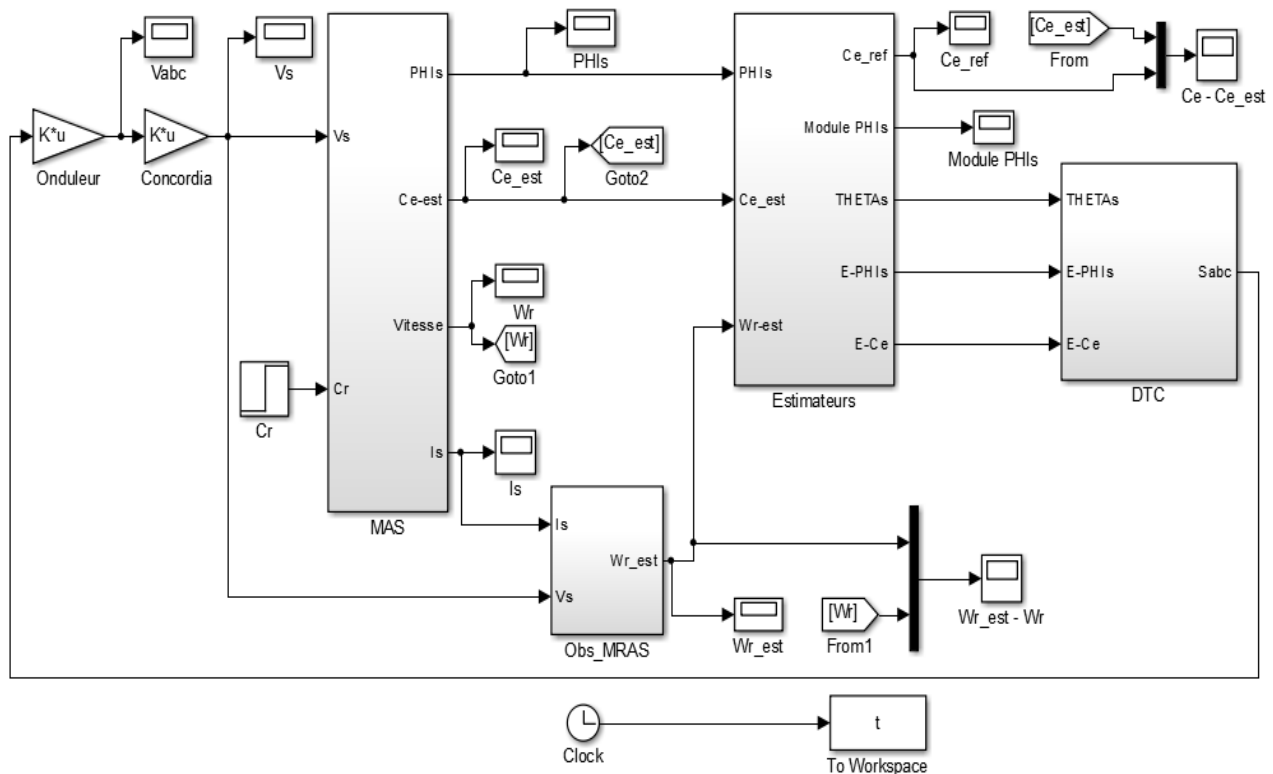 Vabc
Vs
K*u
Onduleur
K*u
Concordia
PHIs
Vs
Ce-est
Vitesse
Cr
Is
MAS
Cr
PHIs
Ce_est
[Ce_est]
Goto2
Wr
[Wr]
Goto1
Is
Is
Wr_est
Vs
Obs_MRAS
Wr_est
PHIs
Ce_ref
Module PHIs
Ce_est
THETAs
E-PHIs
Wr-est
E-Ce
Estimateurs
Ce_ref
[Ce_est]
From
Ce - Ce_est
Module PHIs
THETAs
E-PHIs
Sabc
E-Ce
DTC
[Wr]
From1
Wr_est - Wr
Clock
t
To Workspace